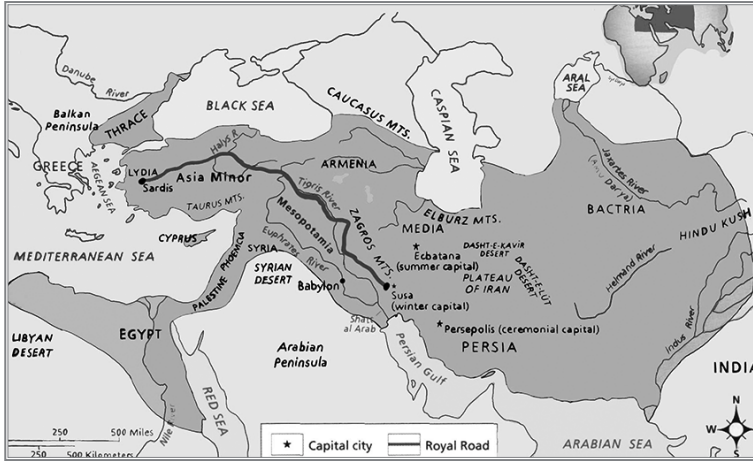 Danube
River
Balkan
Peninsula
THRACE
BLACK SEA
CAUCASUS MTS.
CASPIAN SEA
ARAL
SEA
GREECE
AEGEAN SEA
LYDIA
Sardis
Halys R.
Asia Minor
ARMENIA
TAURUS MTS.
Tigris River
Mesopotamia
ZAGROS MTS.
MEDIA
ELBURZ MTS.
Jaxartes River
(Amu Darya)
BACTRIA
HINDU KUSH
MEDITERRANEAN SEA
CYPRUS
PALESTINE PHOEMCIA
SYRIA
Euphrates River
SYRIAN
DESERT
Babylon
Ecbatana
(summer capital)
DASHT-E-KAVIR
DESERT
PLATEAU
OF IRAN
DASHT-E-LUT
DESERT
Helmand River
Susa
(winter capital)
Shatt
al Arab
Persepolis (ceremonial capital)
PERSIA
Indus River
LIBYAN
DESERT
EGYPT
Arabian
Peninsula
Persian Gulf
INDIA
RED SEA
Nile R.
250 500 Miles
250 500 Kilometers
Capital city
Royal Road
ARABIAN SEA
N
W
E
S